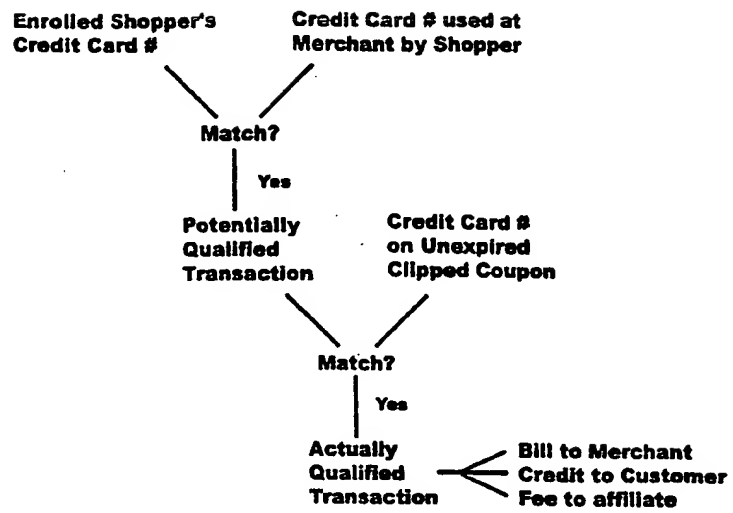 Enrolled Shopper's
Credit Card #
Credit Card # used at
Merchant by Shopper
Match?
Yes
Potentially
Qualified
Transaction
Credit Card #
on Unexpired
Clipped Coupon
Match?
Yes
Actually
Qualified
Transaction
Bill to Merchant
Credit to Customer
Fee to affiliate